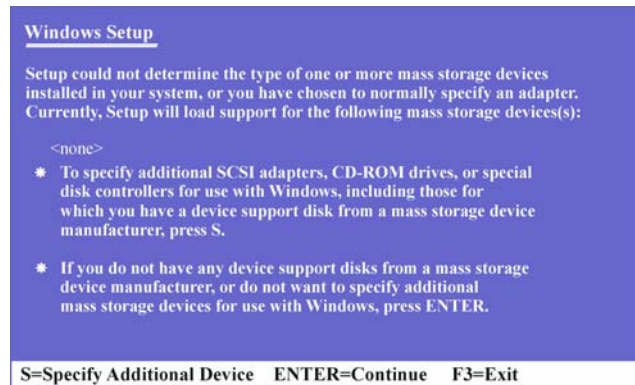 Windows Setup
Setup could not determine the type of one or more mass storage devices
installed in your system, or you have chosen to normally specify an adapter.
Currently, Setup will load support for the following mass storage devices(s):
<none>
* To specify additional SCSI adapters, CD-ROM drives, or special
disk controllers for use with Windows, including those for
which you have a device support disk from a mass storage device
manufacturer, press S.
* If you do not have any device support disks from a mass storage
device manufacturer, or do not want to specify additional
mass storage devices for use with Windows, press ENTER.
S=Specify Additional Device ENTER=Continue F3=Exit